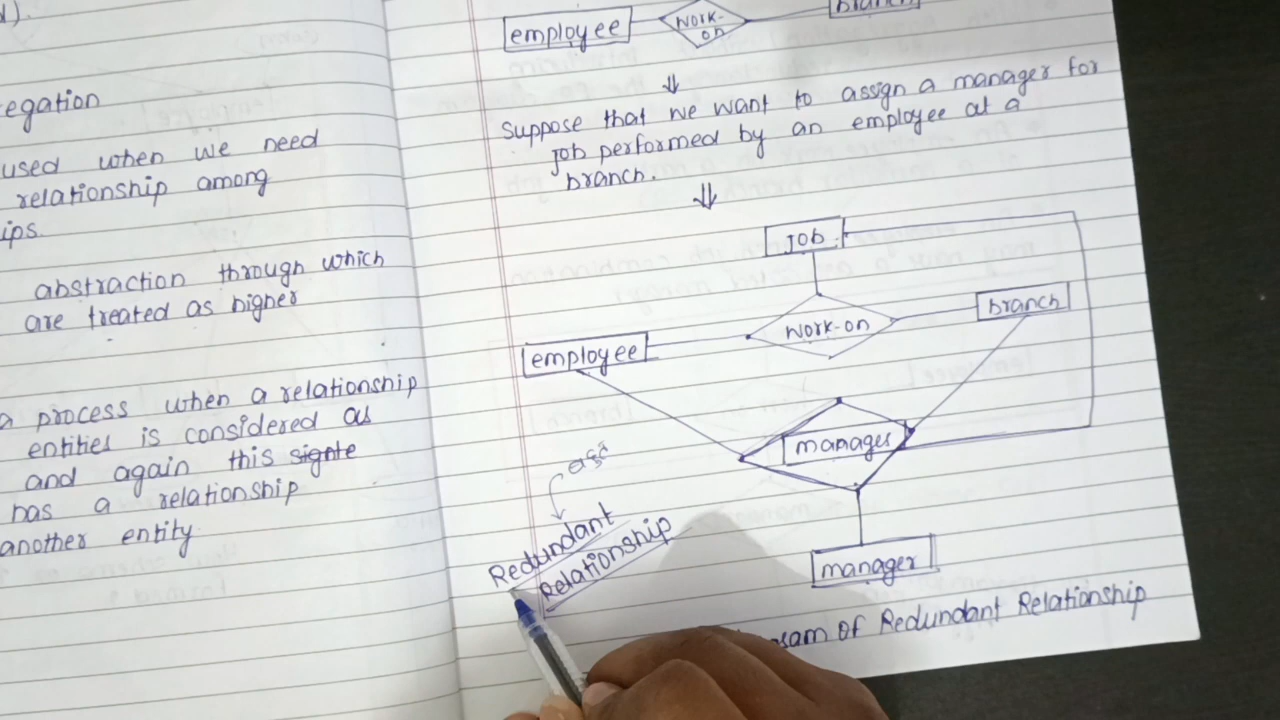 egation
used when we need
relationship among
ips.
abstraction through which
are treated as higher
a process when a relationship
entities is considered as
and again this signle
has a relationship
another entity.
employee
work-
on
branch
Suppose that we want to assign a manager for
job performed by an employee at a
branch.
job
work-on
branch
employee
manages
Redundant
Relationship
manager
of Redundant Relationship